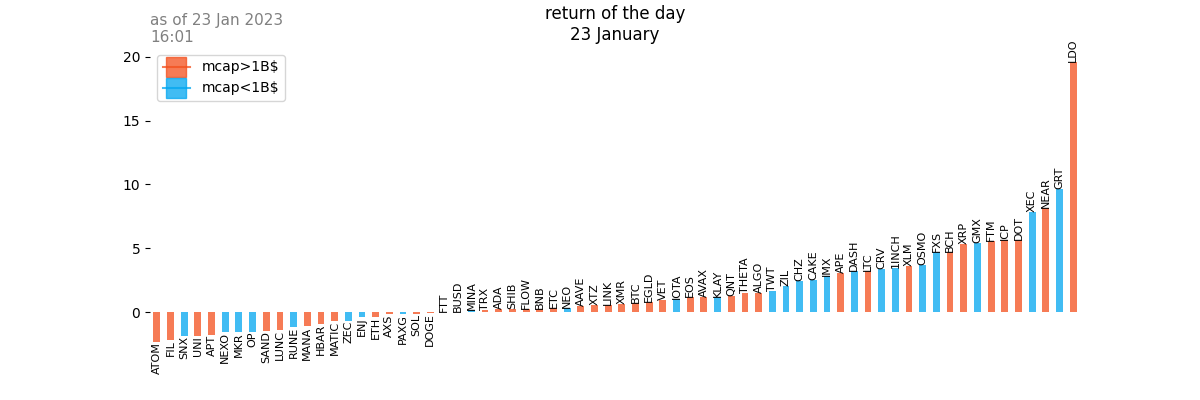 as of 23 Jan 2023
16:01
return of the day
23 January
mcap>1B$
mcap<1B$
20
15
10
5
0
ATOM
FIL
SNX
UNI
APT
NEXO
MKR
OP
SAND
LUNC
RUNE
MANA
HBAR
MATIC
ZEC
ENJ
ETH
AXS
PAXG
SOL
DOGE
FTT
BUSD
MINA
TRX
ADA
SHIB
FLOW
BNB
ETC
NEO
AAVE
XTZ
LINK
XMR
BTC
EGLD
VET
IOTA
EOS
AVAX
KLAY
QNT
THETA
ALGO
TWT
ZIL
CHZ
CAKE
IMX
APE
DASH
LTC
CRV
1INCH
XLM
OSMO
FXS
BCH
XRP
GMX
FTM
ICP
DOT
XEC
NEAR
GRT
LDO